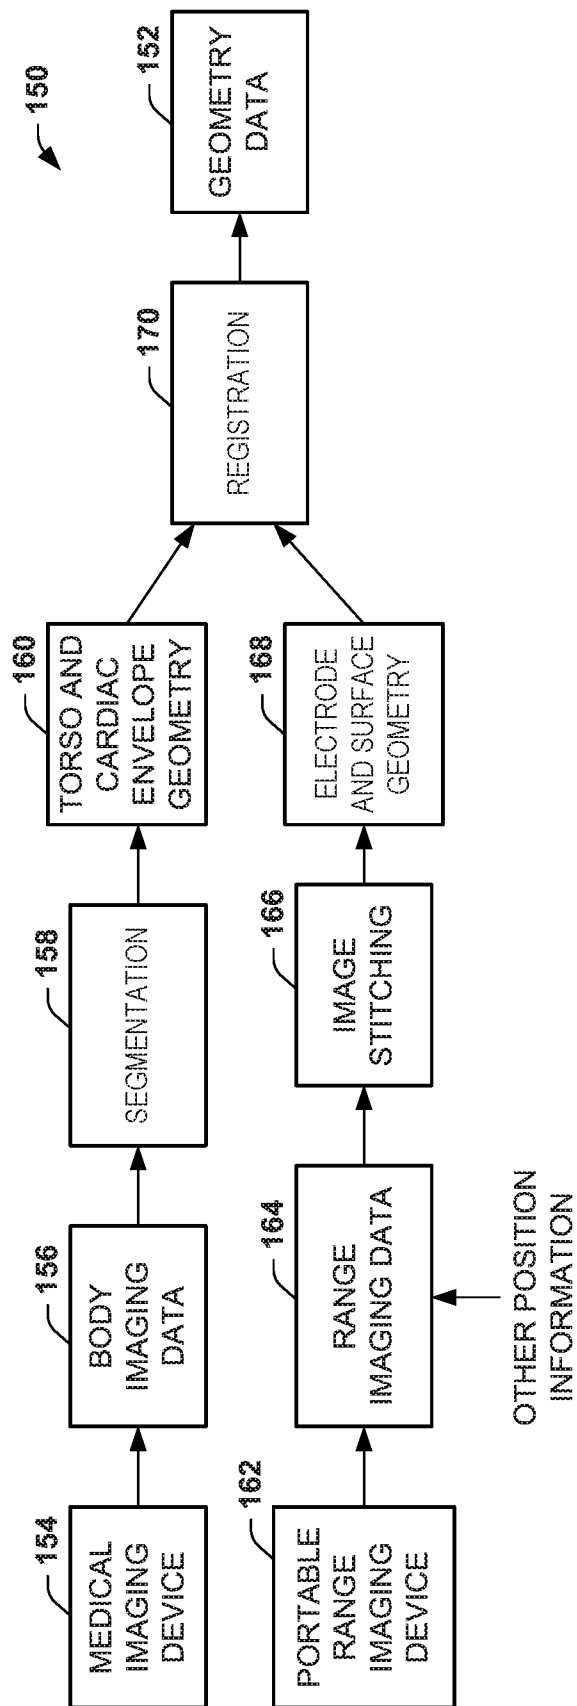 150
154
MEDICAL
IMAGING
DEVICE
156
BODY
IMAGING
DATA
158
SEGMENTATION
160
TORSO AND
CARDIAC
ENVELOPE
GEOMETRY
162
PORTABLE
RANGE
IMAGING
DEVICE
164
RANGE
IMAGING DATA
OTHER POSITION
INFORMATION
166
IMAGE
STITCHING
168
ELECTRODE
AND SURFACE
GEOMETRY
170
REGISTRATION
152
GEOMETRY
DATA